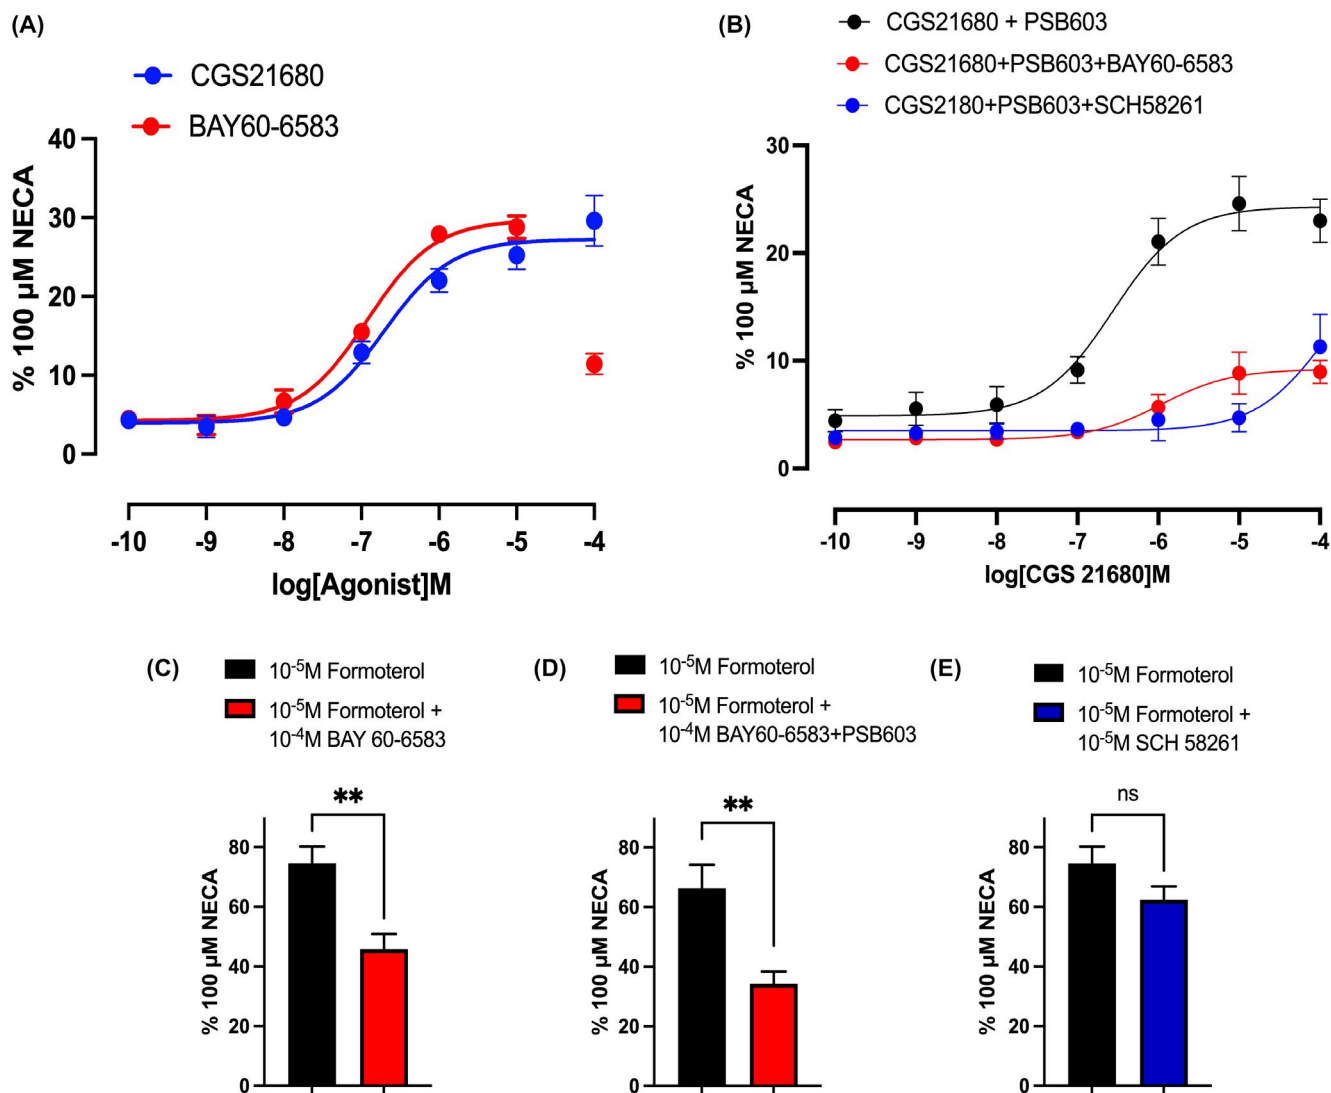 (A)
CGS21680
BAY60-6583
% 100 µM NECA
40
30
20
10
0
-10 -9 -8 -7 -6 -5 -4
log[Agonist]M
(B)
CGS21680 + PSB603
CGS21680+PSB603+BAY60-6583
CGS2180+PSB603+SCH58261
% 100 µM NECA
30
20
10
0
-10 -9 -8 -7 -6 -5 -4
log[CGS 21680]M
(C)
10⁻⁵M Formoterol
10⁻⁵M Formoterol +
10⁻⁴M BAY 60-6583
**
% 100 µM NECA
80
60
40
20
0
(D)
10⁻⁵M Formoterol
10⁻⁵M Formoterol +
10⁻⁴M BAY60-6583+PSB603
**
% 100 µM NECA
80
60
40
20
0
(E)
10⁻⁵M Formoterol
10⁻⁵M Formoterol +
10⁻⁵M SCH 58261
ns
% 100 µM NECA
80
60
40
20
0